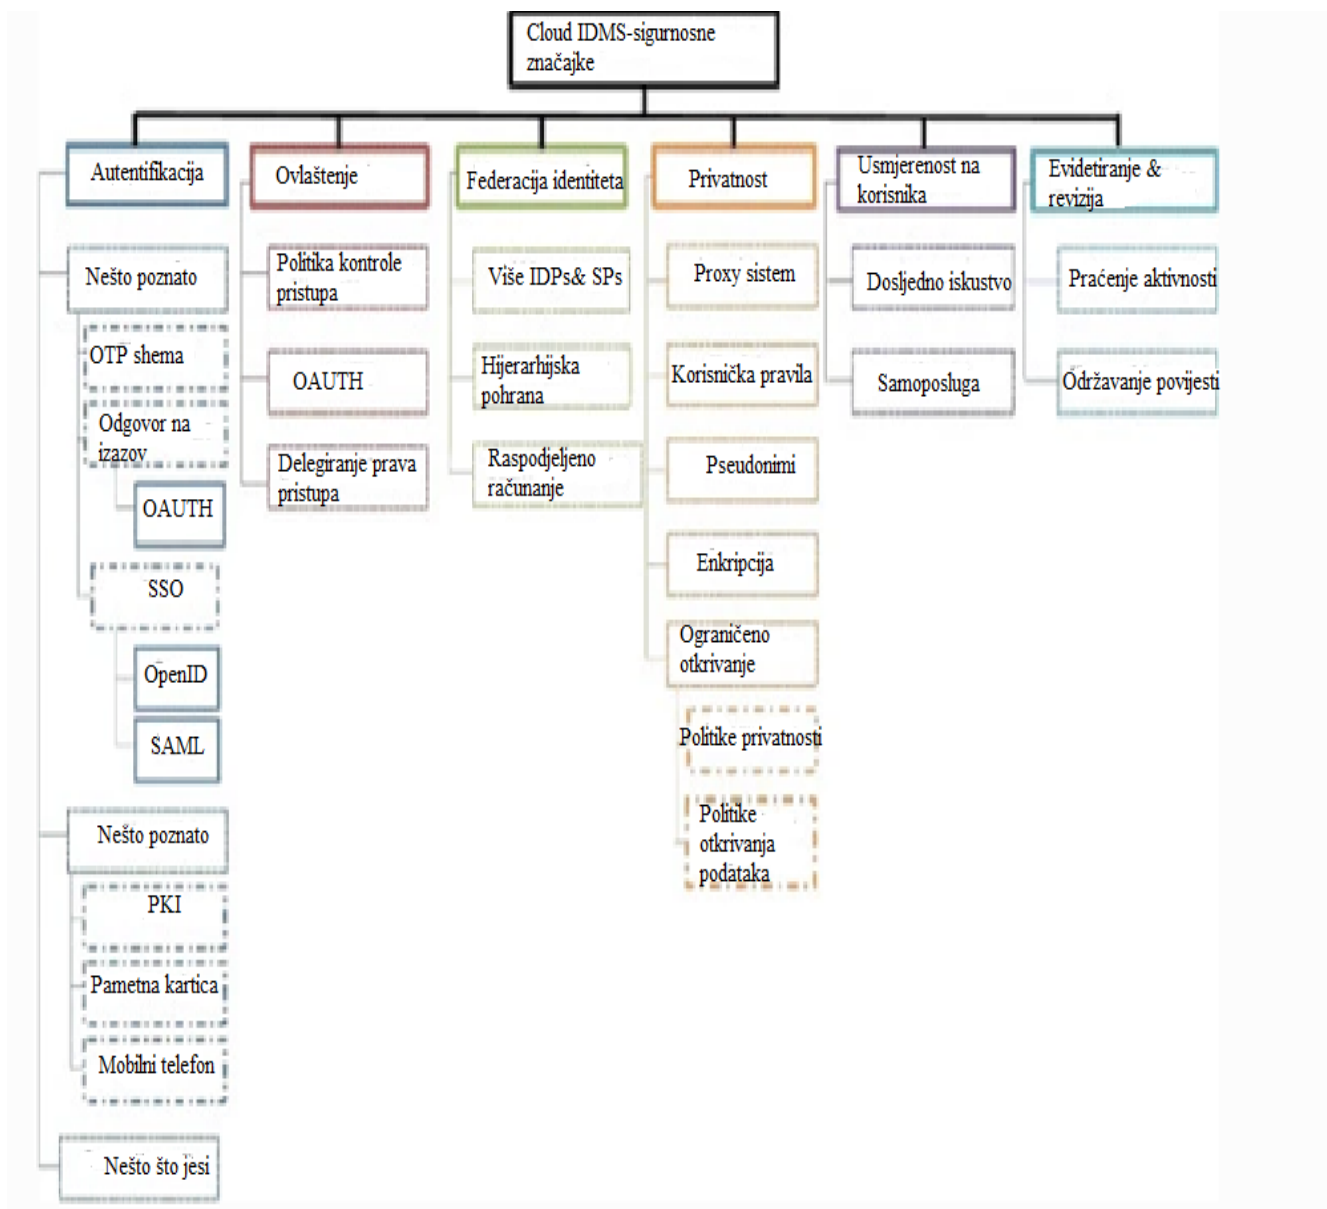 Cloud IDMS-sigurnosne
značajke
Autentifikacija
Nešto poznato
OTP shema
Odgovor na
izazov
OAUTH
SSO
OpenID
SAML
Nešto poznato
PKI
Pametna kartica
Mobilni telefon
Nešto što jesi
Ovlaštenje
Politika kontrole
pristupa
OAUTH
Delegiranje prava
pristupa
Federacija identiteta
Više IDPs& SPs
Hijerarhijska
pohrana
Raspodjeljeno
računanje
Privatnost
Proxy sistem
Korisnička pravila
Pseudonimi
Enkripcija
Ograničeno
otkrivanje
Politike privatnosti
Politike
otkrivanja
podataka
Usmjerenost na
korisnika
Dosljedno iskustvo
Samoposluga
Evidetiranje &
revizija
Praćenje aktivnosti
Održavanje povijesti